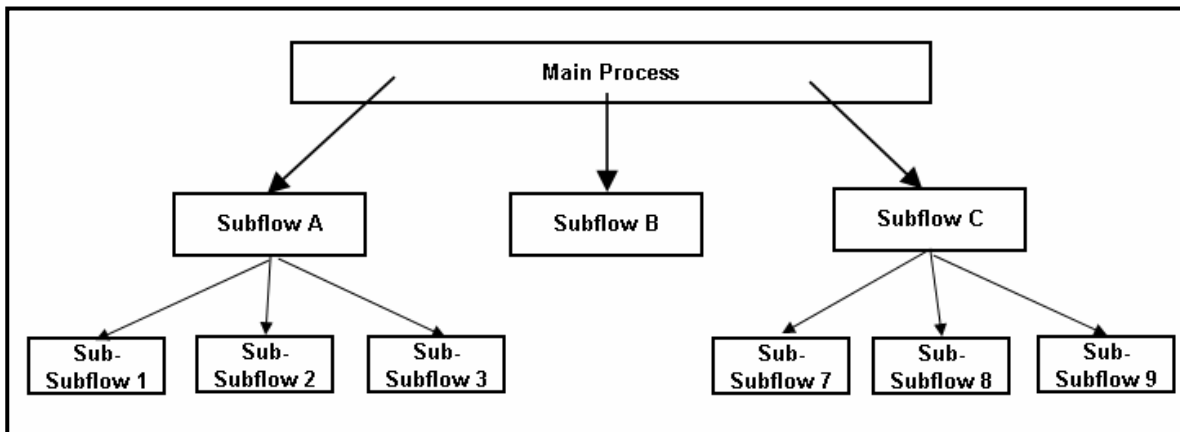 Main Process
Subflow A
Subflow B
Subflow C
Sub-
Subflow 1
Sub-
Subflow 2
Sub-
Subflow 3
Sub-
Subflow 7
Sub-
Subflow 8
Sub-
Subflow 9